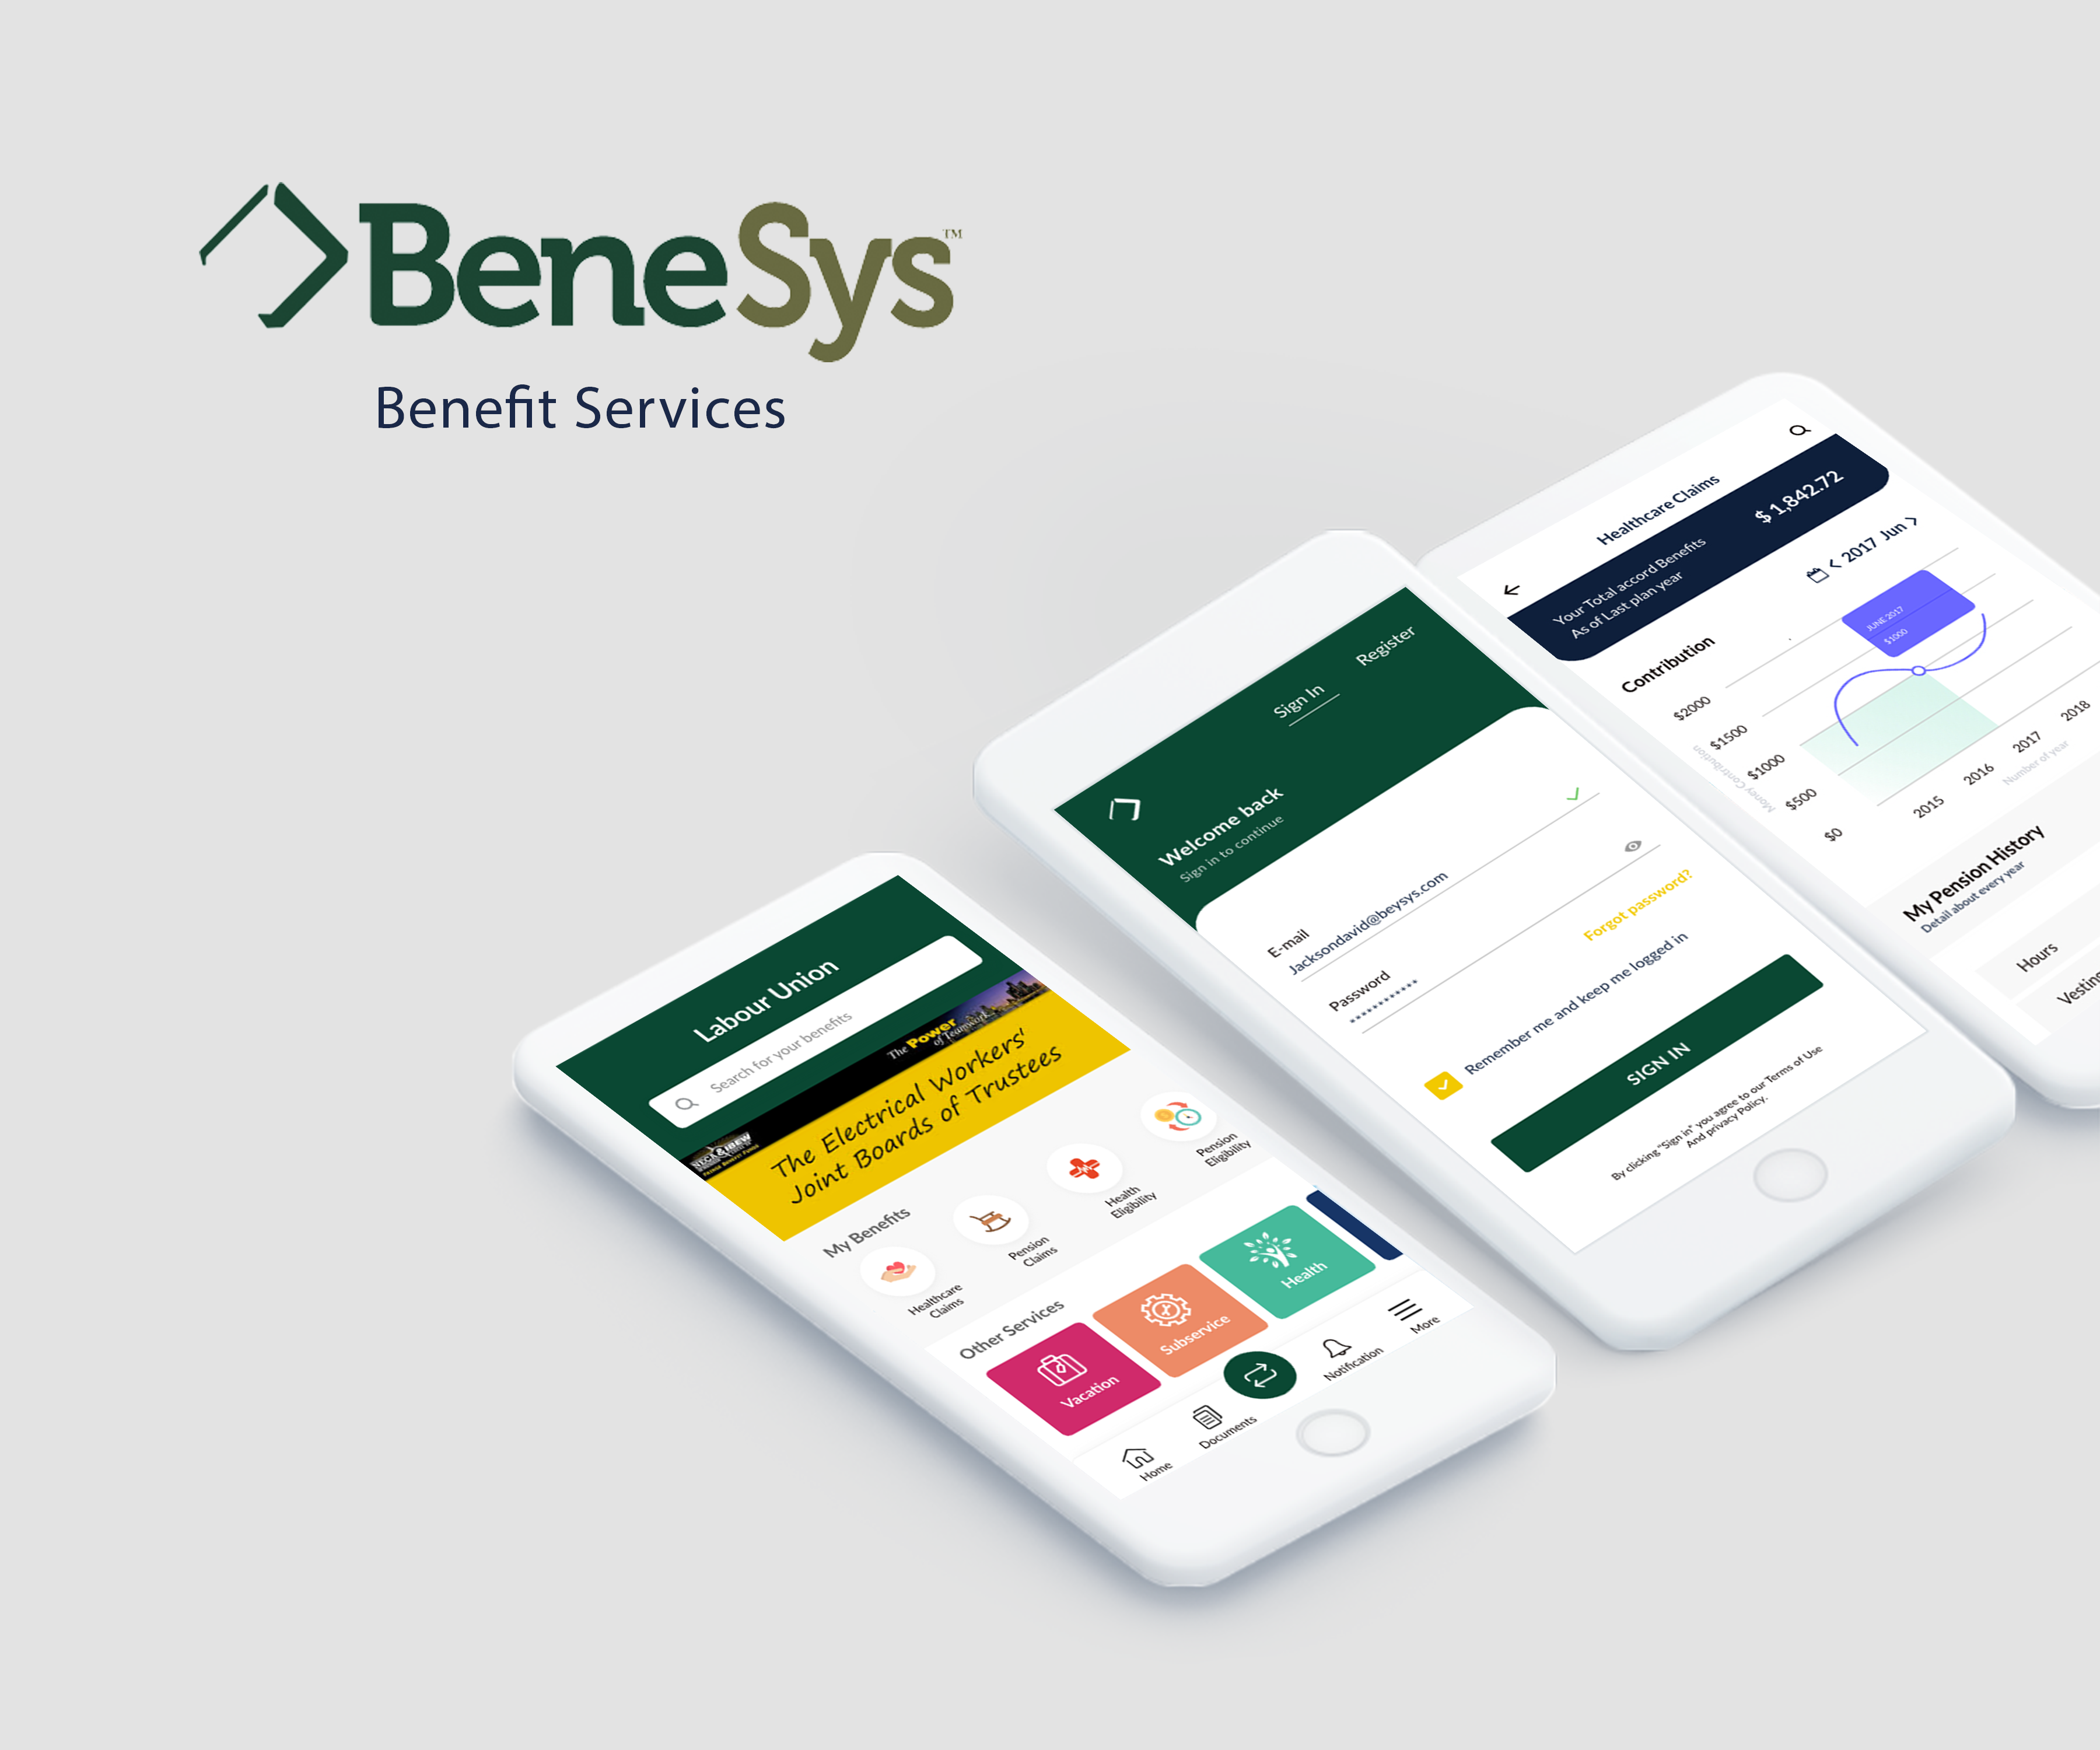 BeneSys™
Benefit Services
Labour Union
Search for your benefits
The Power
of Teamwork
NECA & IBEW
The Electrical Workers'
Joint Boards of Trustees
My Benefits
Healthcare
Claims
Pension
Claims
Health
Eligibility
Pension
Eligibility
Other Services
Vacation
Subservice
Health
Home
Documents
Notification
More
Sign In
Register
Welcome back
Sign in to continue
E-mail
Jacksondavid@beysys.com
Password
Forgot password?
Remember me and keep me logged in
SIGN IN
By clicking "Sign in" you agree to our Terms of Use
And privacy Policy.
Healthcare Claims
Your Total accord Benefits
As of Last plan year
$ 1,842.72
2017 Jun
Contribution
JUNE 2017
$1000
$2000
$1500
$1000
$500
$0
Money Contribution
2015
2016
2017
2018
Number of year
My Pension History
Detail about every year
Hours